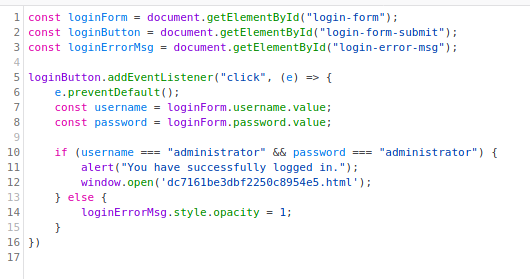 1 const loginForm = document.getElementById("login-form");
2 const loginButton = document.getElementById("login-form-submit");
3 const loginErrorMsg = document.getElementById("login-error-msg");
4
5 loginButton.addEventListener("click", (e) => {
6     e.preventDefault();
7     const username = loginForm.username.value;
8     const password = loginForm.password.value;
9
10     if (username === "administrator" && password === "administrator") {
11         alert("You have successfully logged in.");
12         window.open('dc7161be3dbf2250c8954e5.html');
13     } else {
14         loginErrorMsg.style.opacity = 1;
15     }
16 })
17